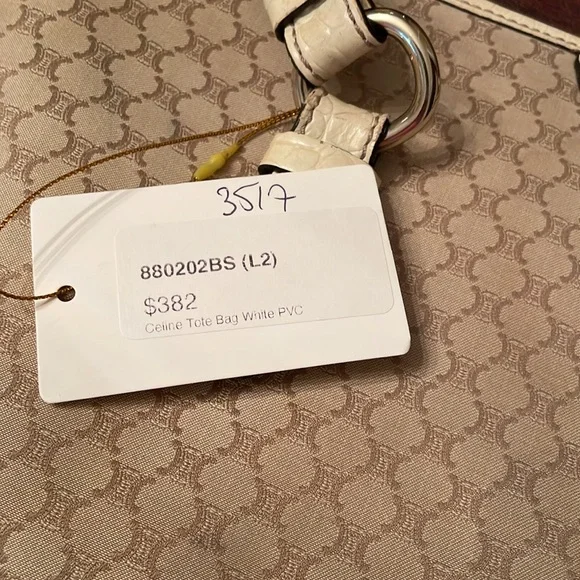 3517
880202BS (L2)
$382
Celine Tote Bag White PVC